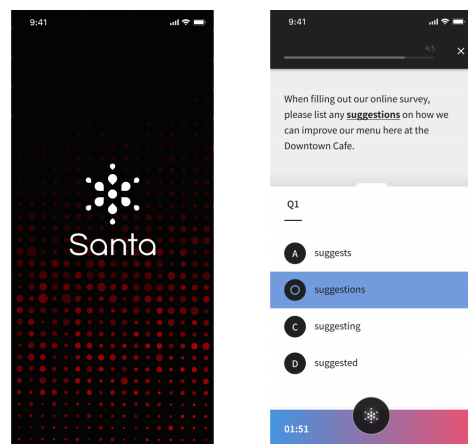 9:41
Santa
9:41
4/5
When filling out our online survey,
please list any suggestions on how we
can improve our menu here at the
Downtown Cafe.
Q1
A suggests
suggestions
C suggesting
D suggested
01:51